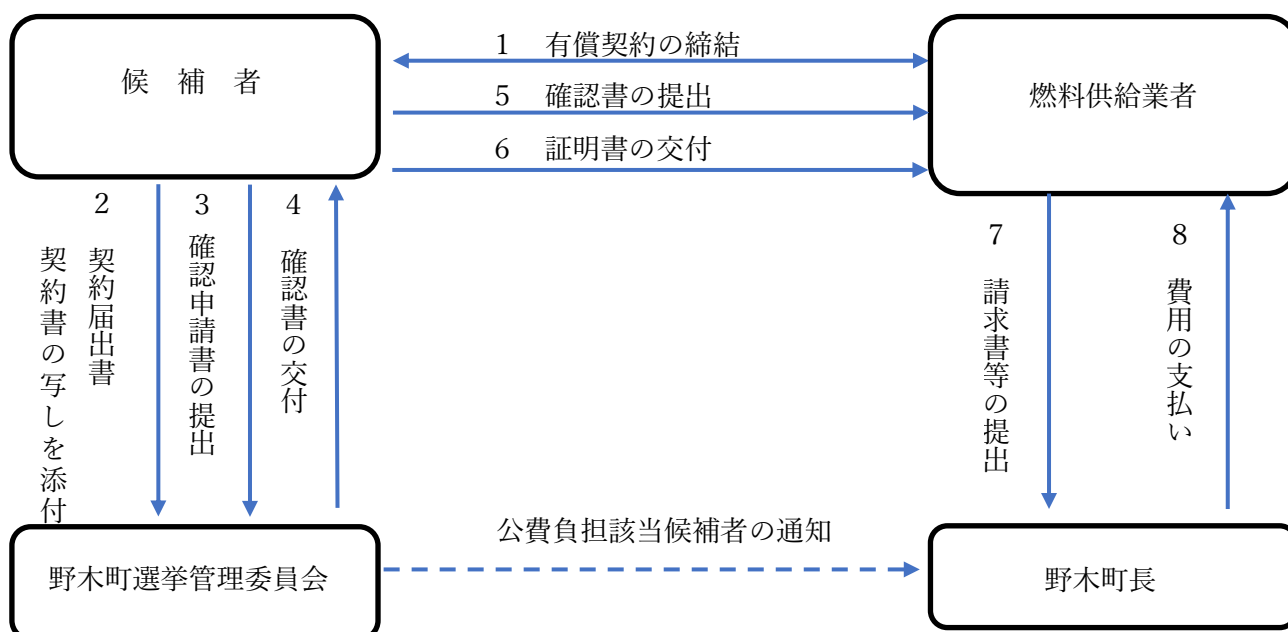 候　補　者
1　有償契約の締結
5　確認書の提出
6　証明書の交付
燃料供給業者
2　契約届出書
契約書の写しを添付
3　確認申請書の提出
4　確認書の交付
7　請求書等の提出
8　費用の支払い
野木町選挙管理委員会
公費負担該当候補者の通知
野木町長